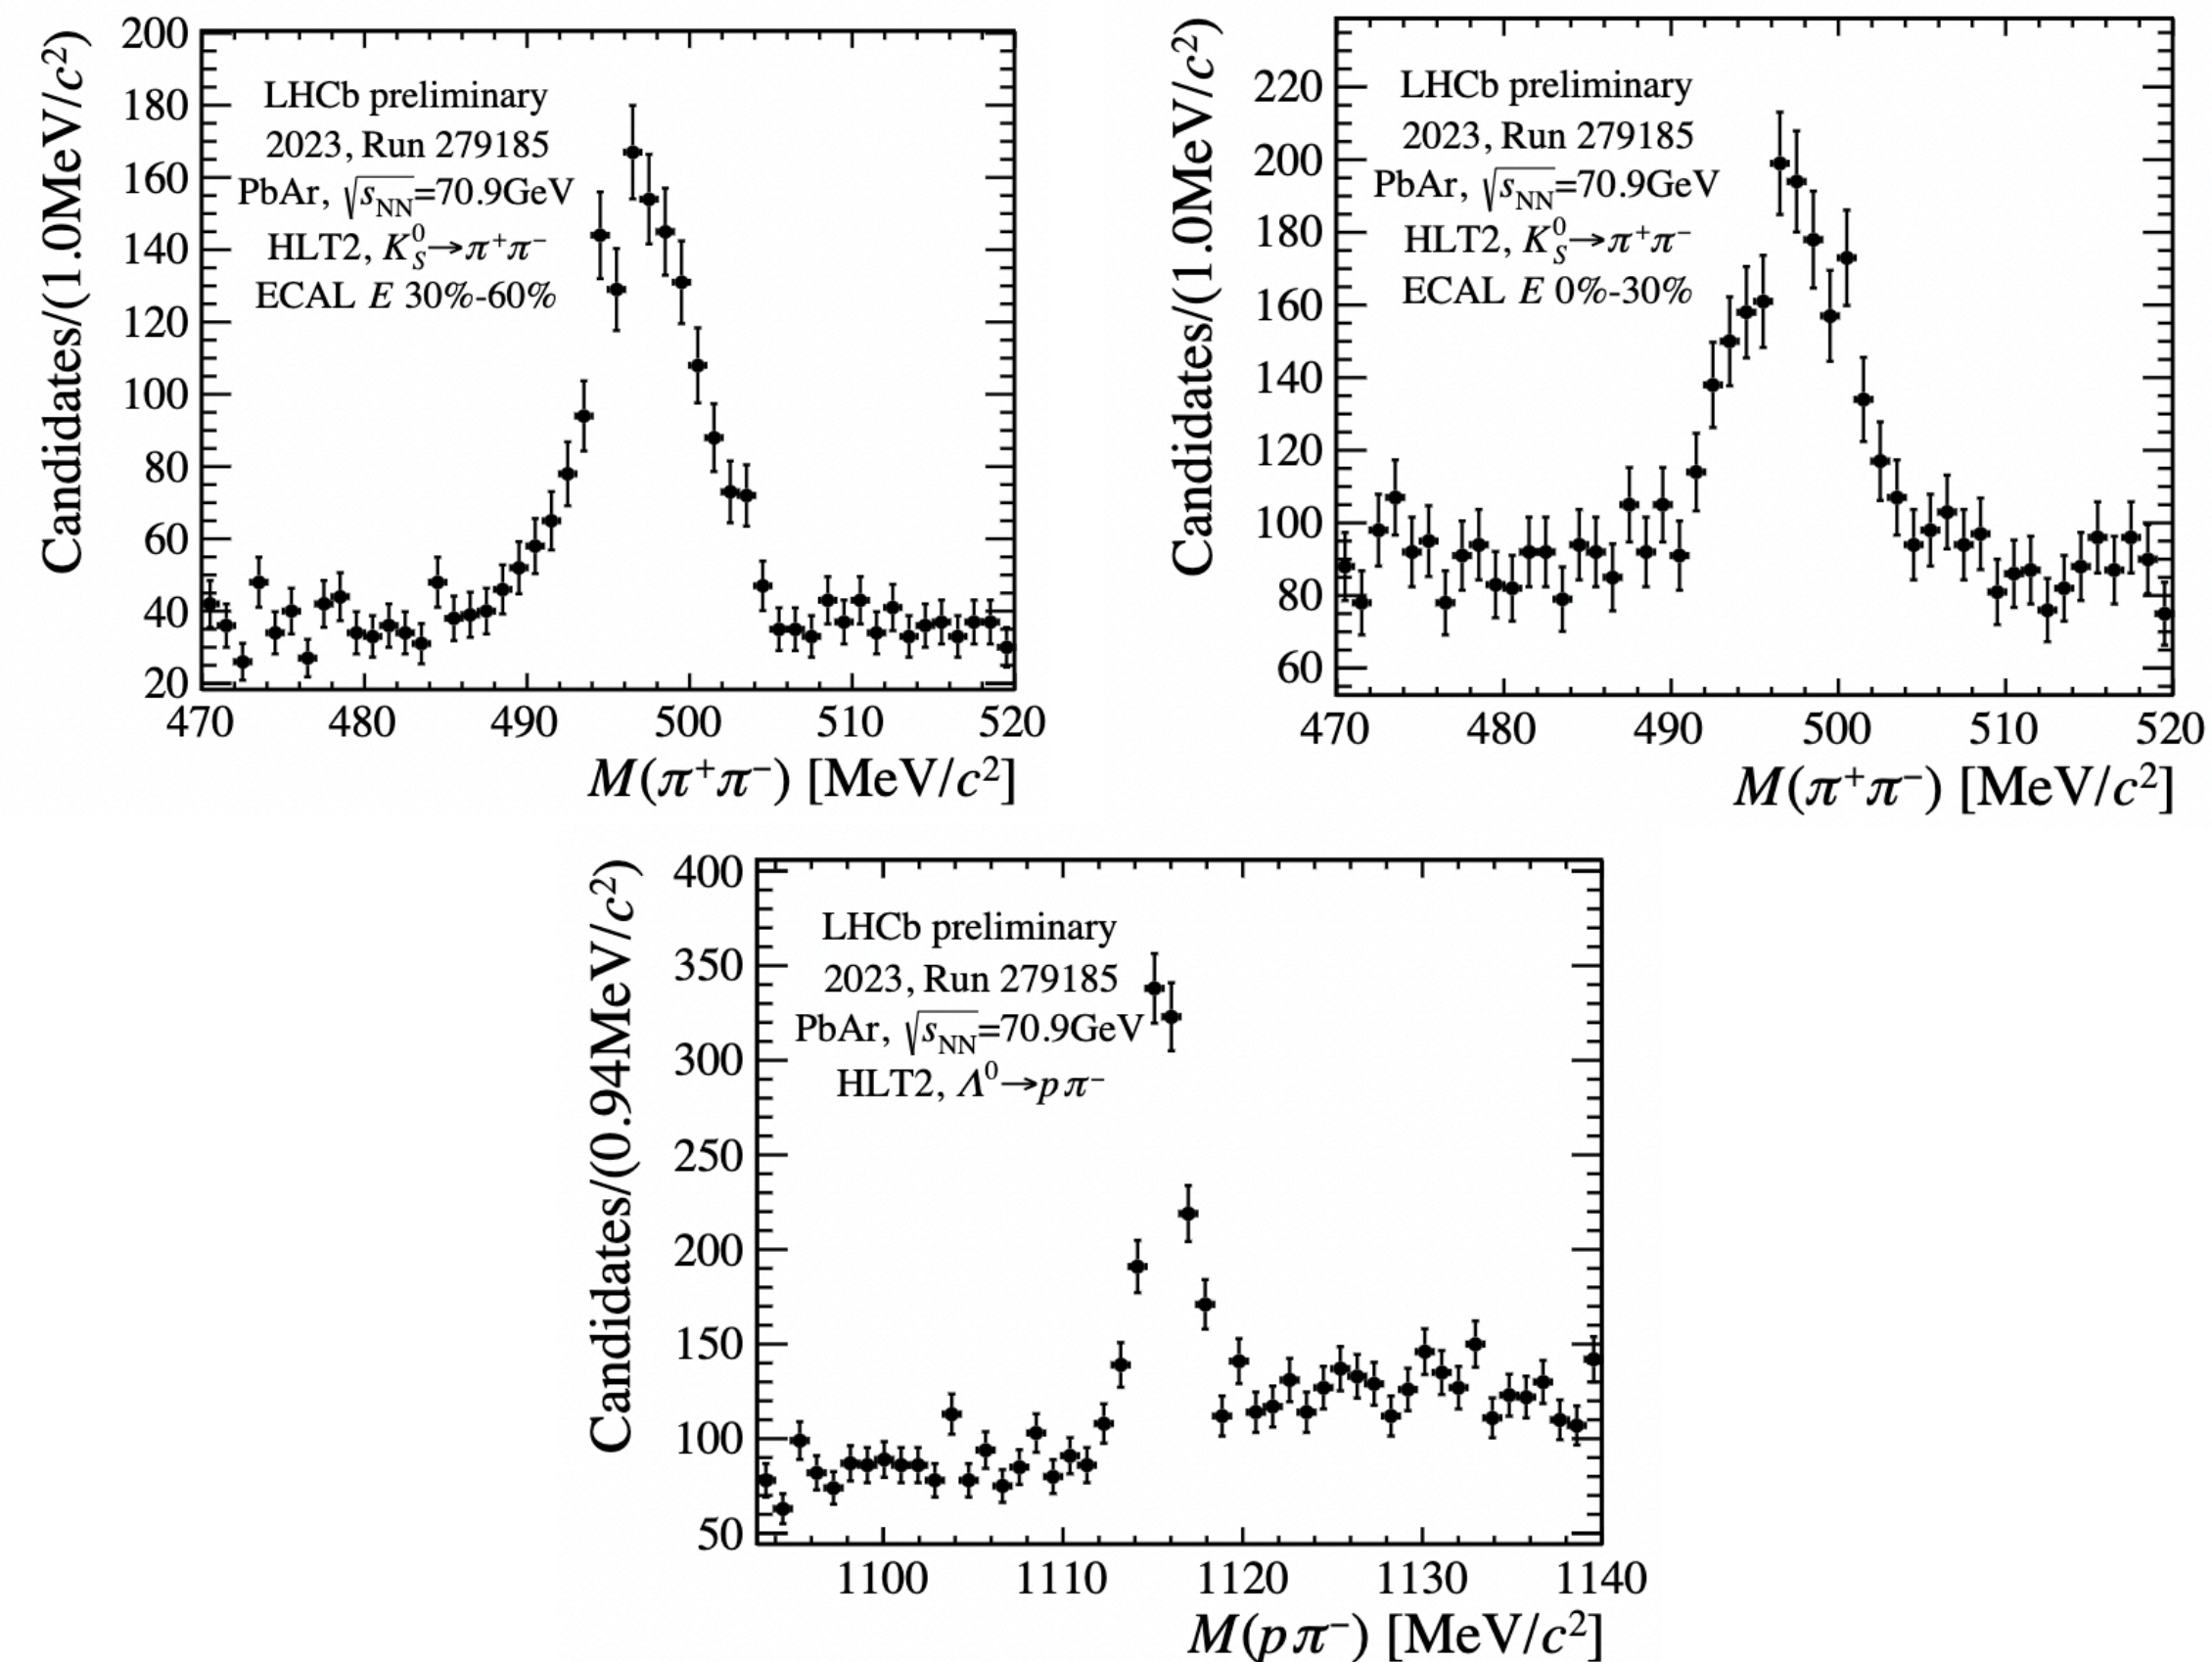 Candidates/(1.0MeV/c²)
200
180
160
140
120
100
80
60
40
20
LHCb preliminary
2023, Run 279185
PbAr, √sNN=70.9GeV
HLT2, K⁰S→π⁺π⁻
ECAL E 30%-60%
470 480 490 500 510 520
M(π⁺π⁻) [MeV/c²]
Candidates/(1.0MeV/c²)
220
200
180
160
140
120
100
80
60
LHCb preliminary
2023, Run 279185
PbAr, √sNN=70.9GeV
HLT2, K⁰S→π⁺π⁻
ECAL E 0%-30%
470 480 490 500 510 520
M(π⁺π⁻) [MeV/c²]
Candidates/(0.94MeV/c²)
400
350
300
250
200
150
100
50
LHCb preliminary
2023, Run 279185
PbAr, √sNN=70.9GeV
HLT2, Λ⁰→pπ⁻
1100 1110 1120 1130 1140
M(pπ⁻) [MeV/c²]